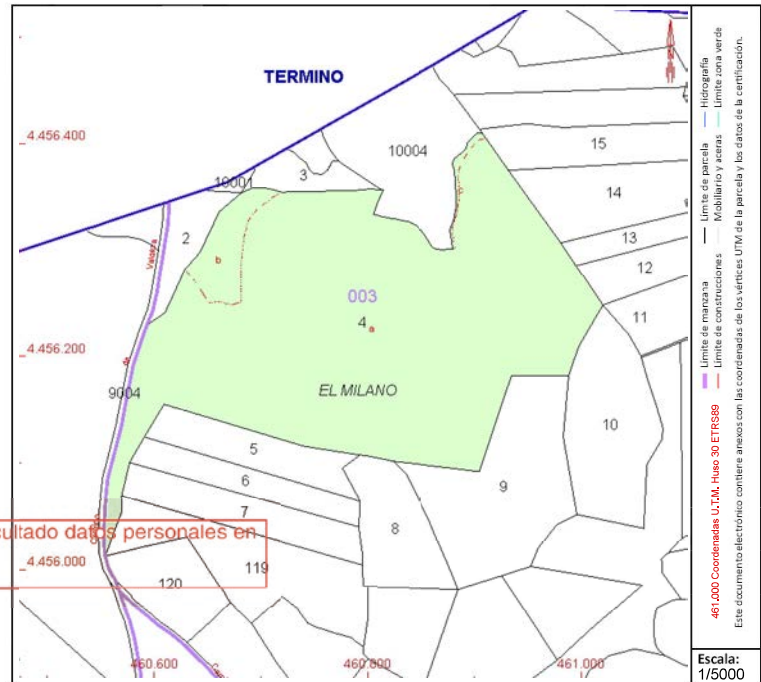 TERMINO
4.456.400
10004
15
3
10001
14
2
13
Valdera
b
c
12
003
4
a
11
4.456.200
de
9004
EL MILANO
10
5
6
9
7
8
cultado datos personales en
4.456.000
119
120
460.600
460.800
461.000
Límite de manzana
Límite de parcela
Hidrografía
Límite de construcciones
Mobiliario y aceras
Límite zona verde
461.000 Coordenadas U.T.M. Huso 30 ETRS89
Este documento electrónico contiene anexos con las coordenadas de los vértices UTM de la parcela y los datos de la certificación.
Escala:
1/5000